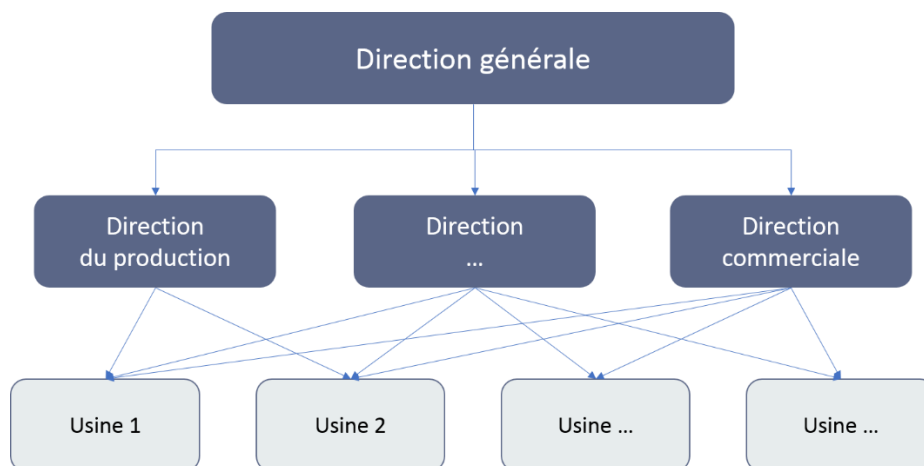 Direction générale
Direction
du production
Direction
...
Direction
commerciale
Usine 1
Usine 2
Usine ...
Usine ...